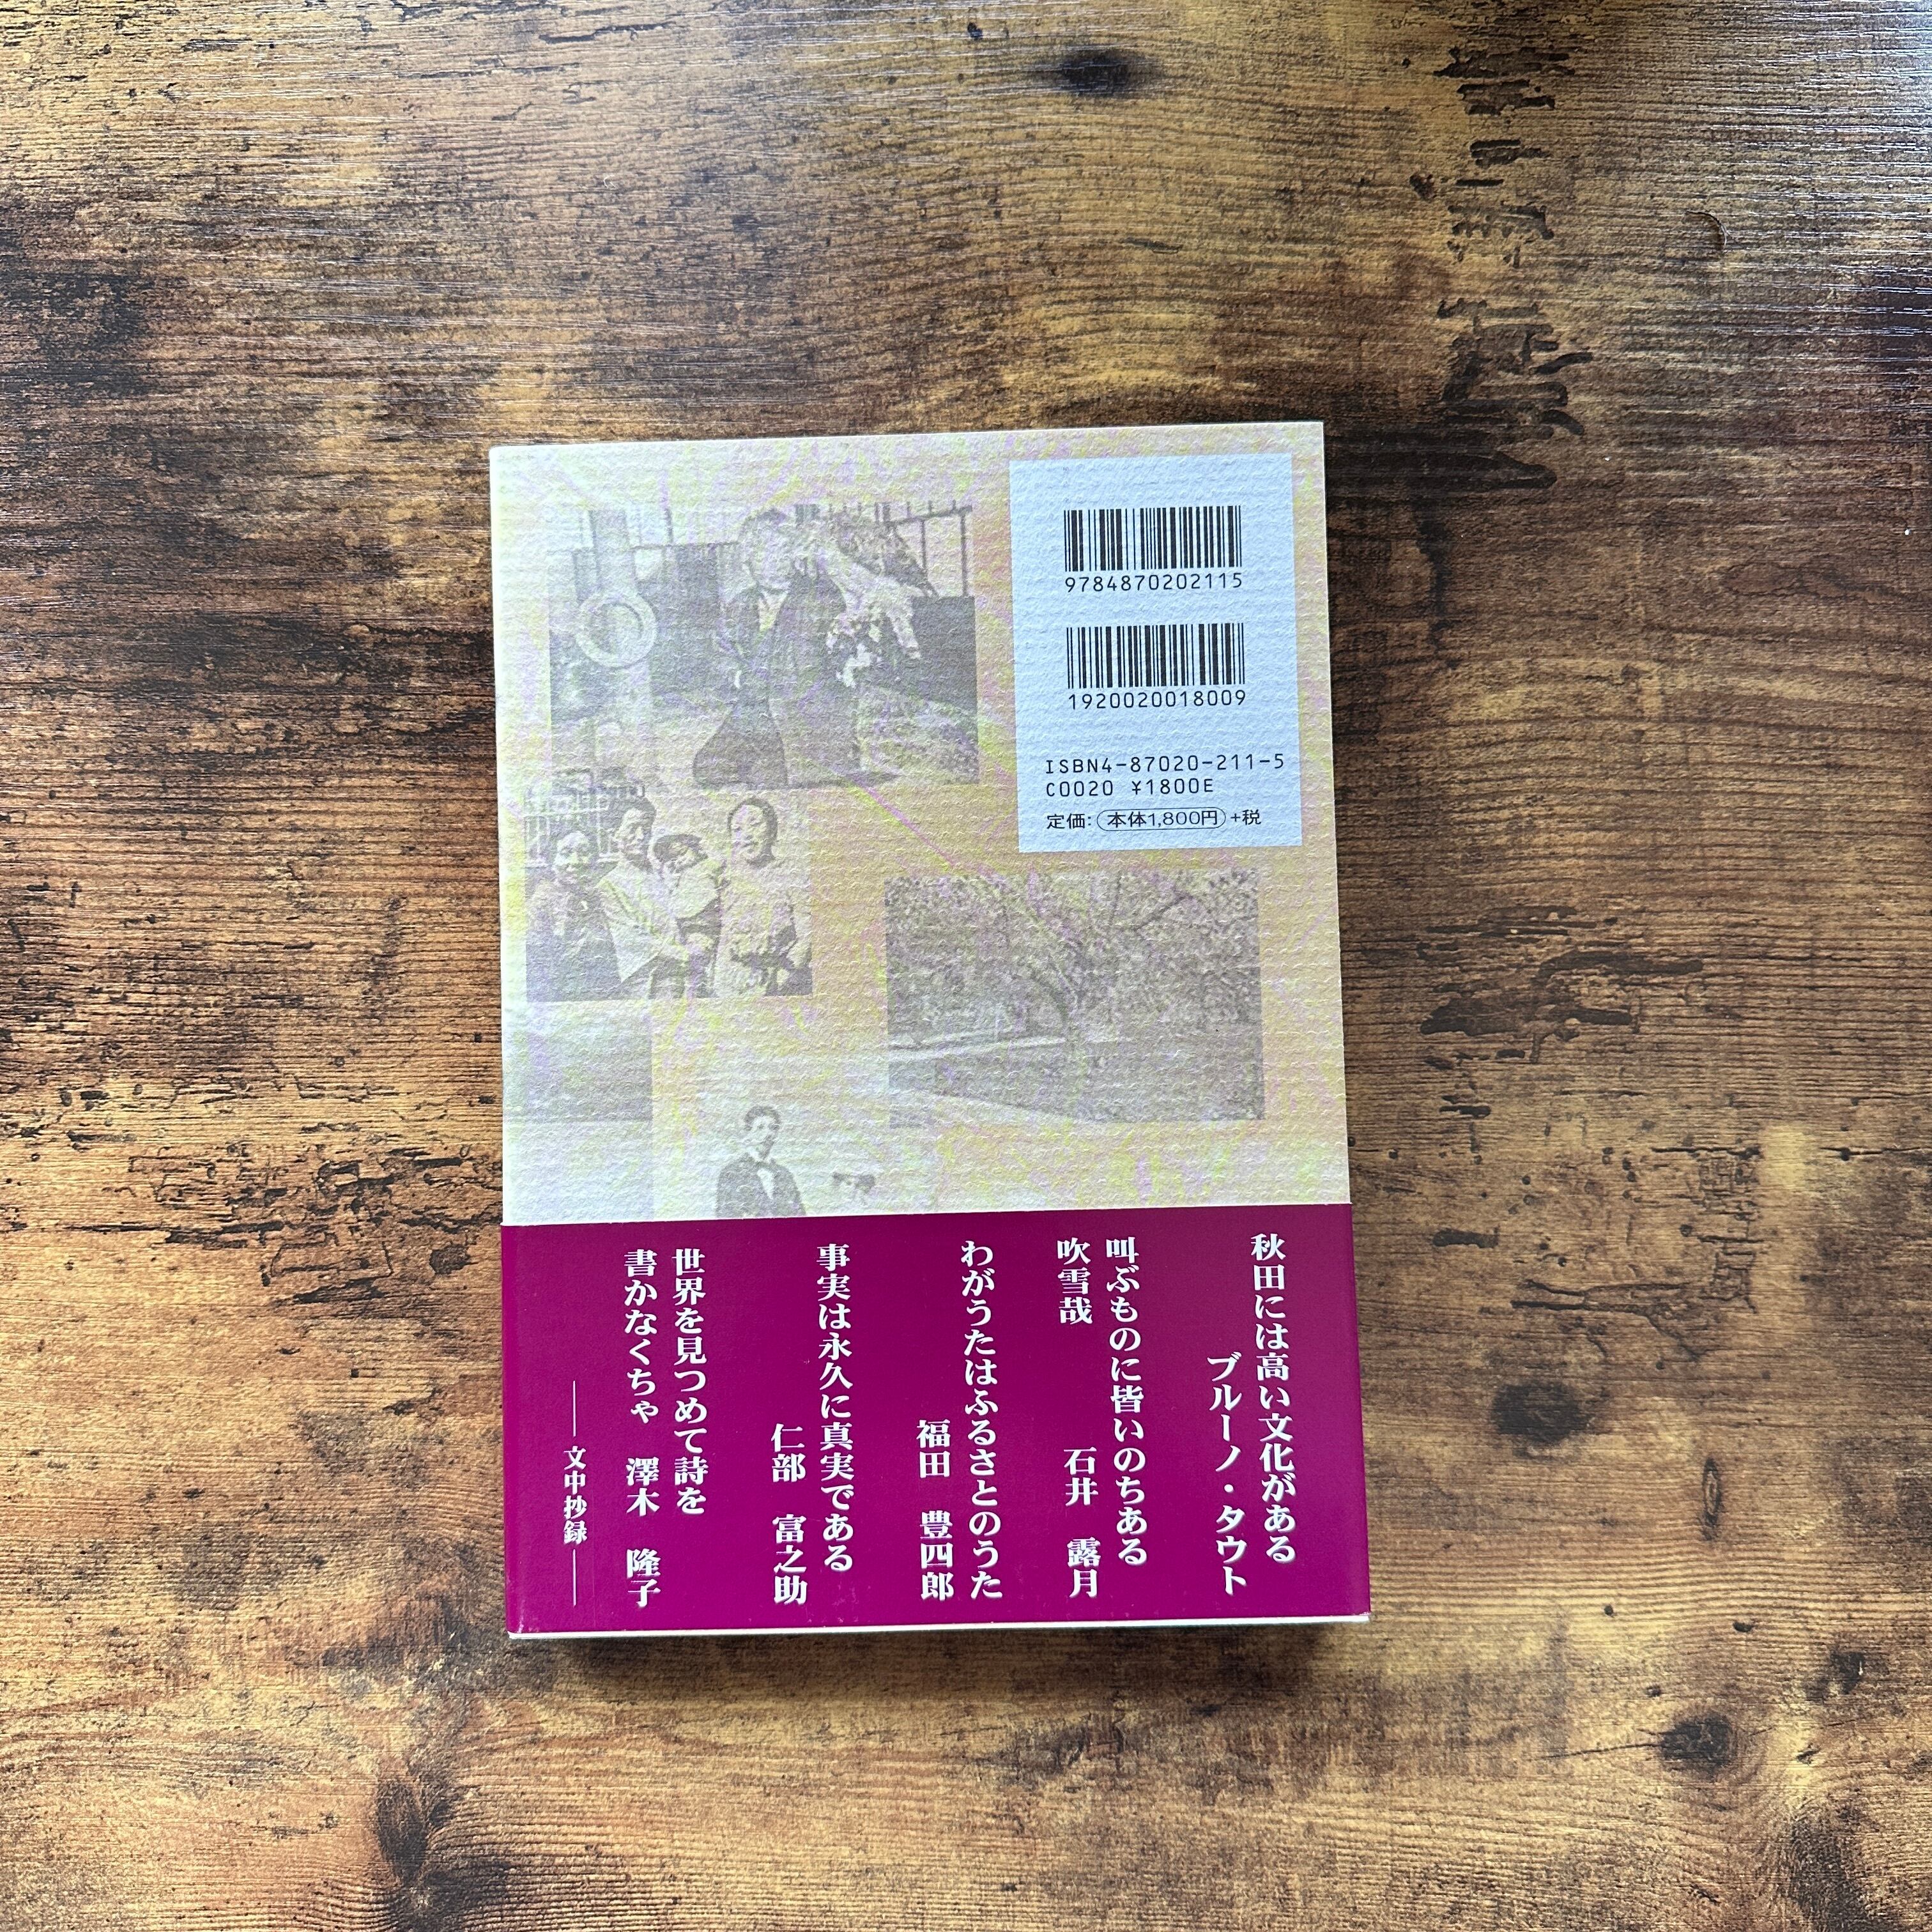 9784870202115
1920020018009
ISBN4-87020-211-5
C0020 ¥1800E
定価:本体1,800円+税
秋田には高い文化がある
ブルーノ・タウト
叫ぶものに皆いのちある
吹雪哉 石井 露月
わがうたはふるさとのうた
福田 豊四郎
事実は永久に真実である
仁部 富之助
世界を見つめて詩を
書かなくちゃ 澤木 隆子
――文中抄録――